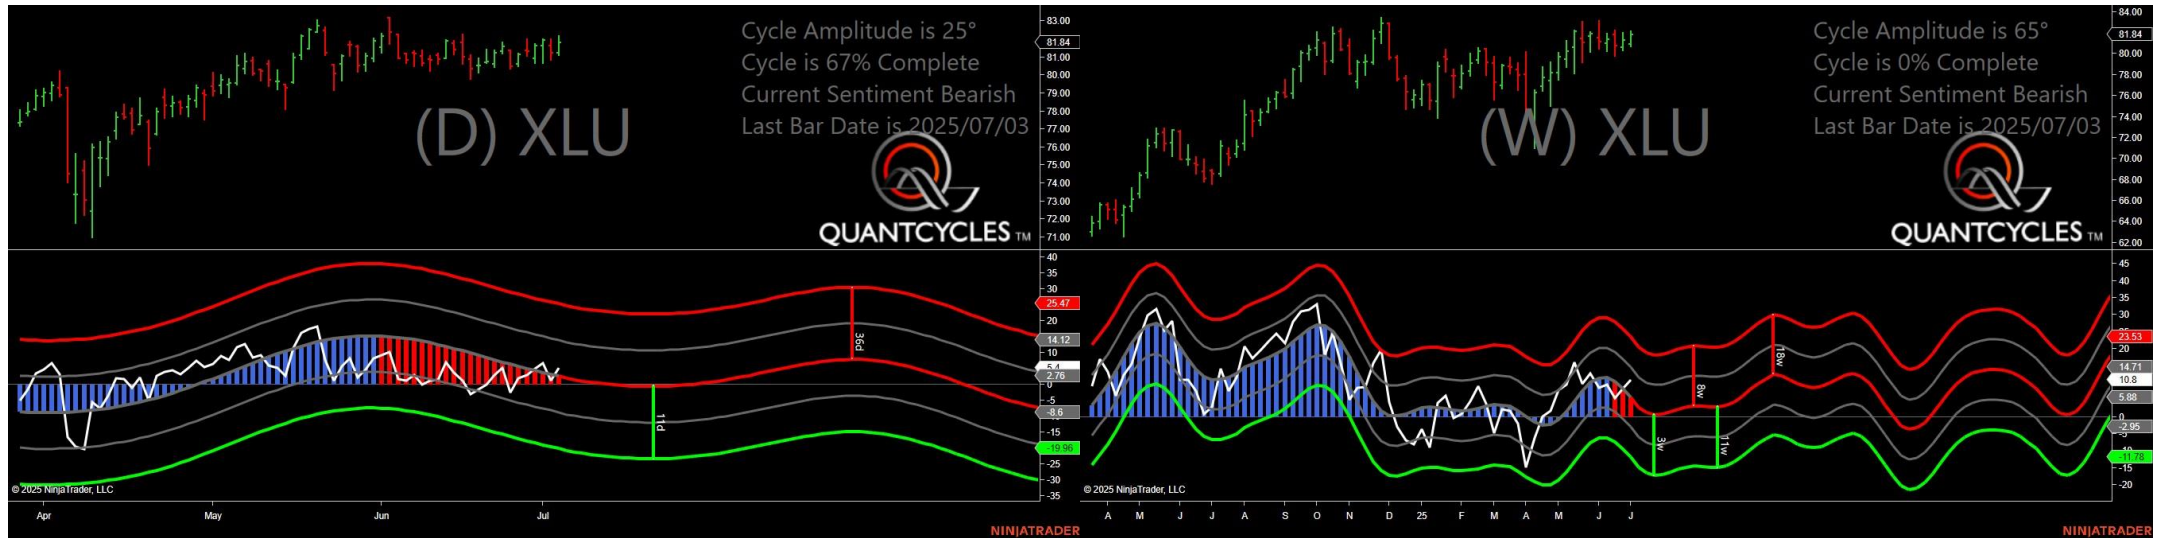 Cycle Amplitude is 25°
Cycle is 67% Complete
Current Sentiment Bearish
Last Bar Date is 2025/07/03
(D) XLU
QUANTCYCLES TM
83.00
81.84
81.00
80.00
79.00
78.00
77.00
76.00
75.00
74.00
73.00
72.00
71.00
40
35
30
25.47
20
14.12
10
5.4
2.76
0
-5
-8.6
-15
-19.96
-25
-30
-35
36d
11d
© 2025 NinjaTrader, LLC
Apr May Jun Jul
NINJATRADER
Cycle Amplitude is 65°
Cycle is 0% Complete
Current Sentiment Bearish
Last Bar Date is 2025/07/03
(W) XLU
QUANTCYCLES TM
84.00
81.84
80.00
78.00
76.00
74.00
72.00
70.00
68.00
66.00
64.00
62.00
45
35
30
23.53
20
14.71
10.8
5.88
0
-2.95
-11.78
-15
-20
18w
8w
3w
11w
© 2025 NinjaTrader, LLC
A M J J A S O N D 25 F M A M J J
NINJATRADER